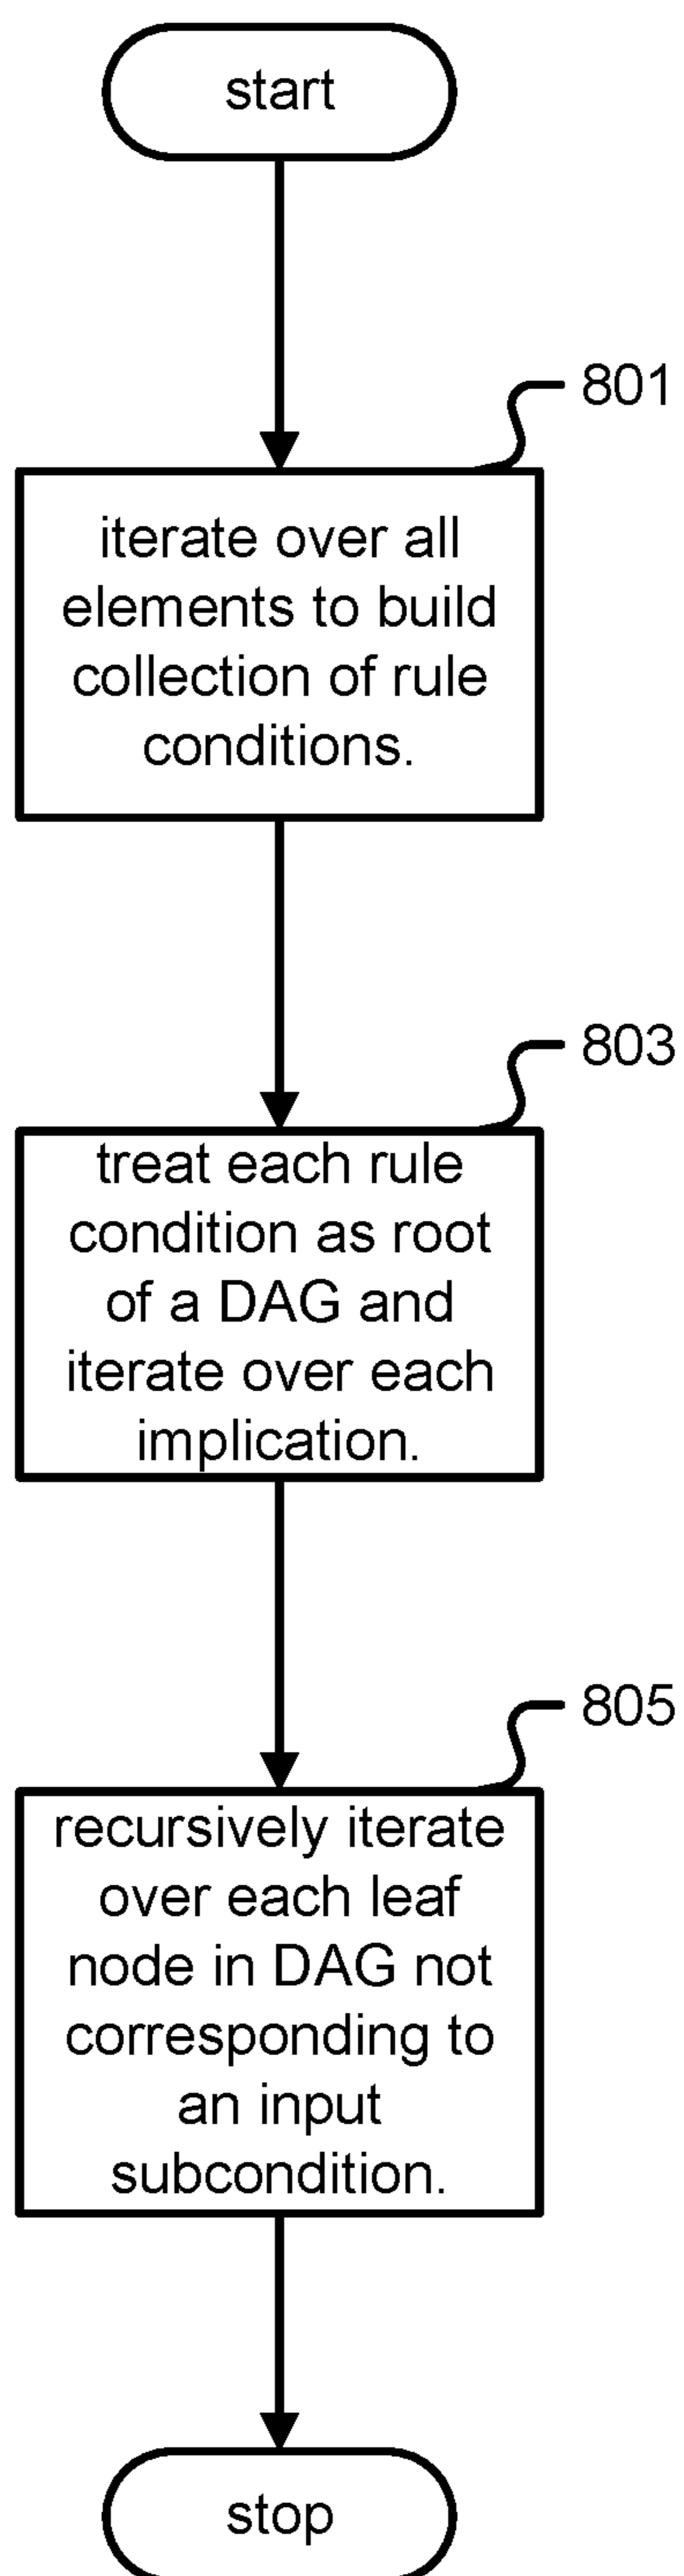 start
801
iterate over all
elements to build
collection of rule
conditions.
803
treat each rule
condition as root
of a DAG and
iterate over each
implication.
805
recursively iterate
over each leaf
node in DAG not
corresponding to
an input
subcondition.
stop